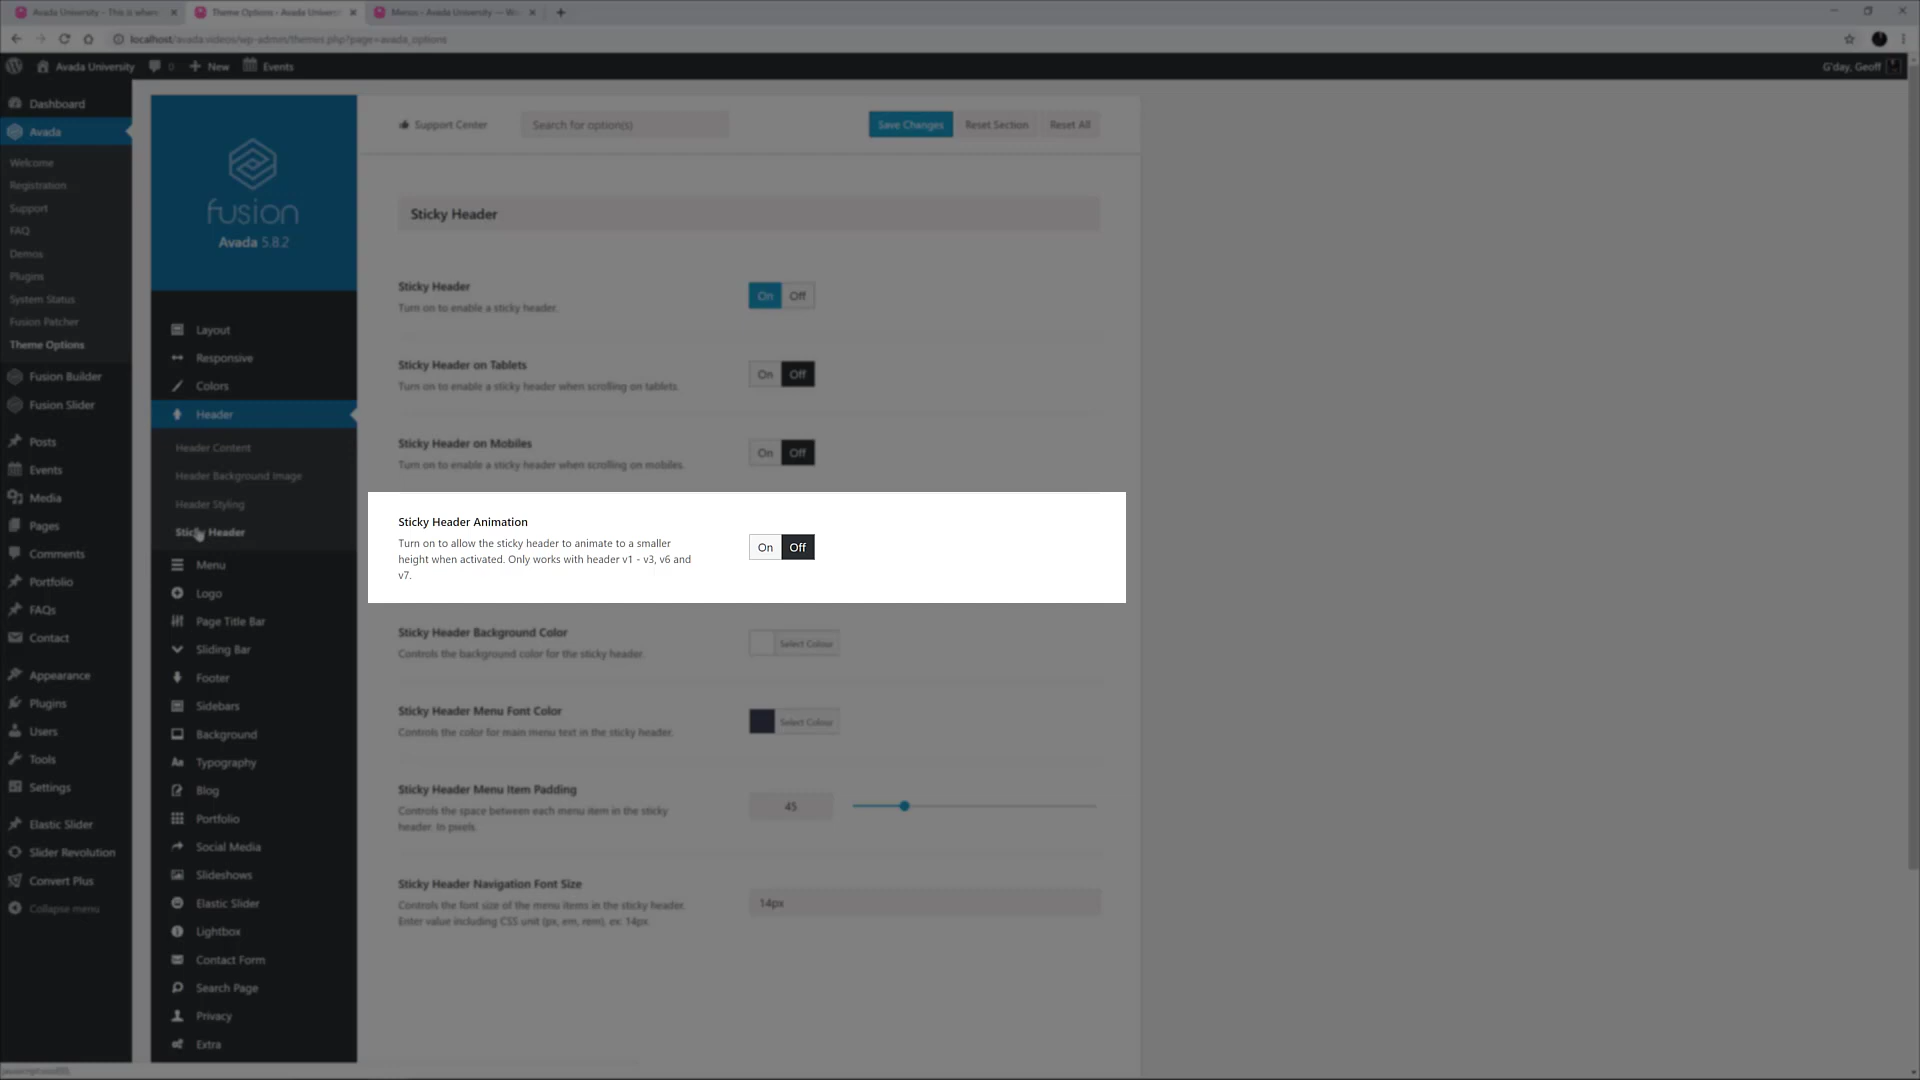 Avada University - This is wher
Theme Options - Avada Universi
Menus - Avada University — Wo
localhost/avada.videos/wp-admin/themes.php?page=avada_options
Avada University
0
New
Events
G'day, Geoff
Dashboard
Avada
Welcome
Registration
Support
FAQ
Demos
Plugins
System Status
Fusion Patcher
Theme Options
Fusion Builder
Fusion Slider
Posts
Events
Media
Pages
Comments
Portfolio
FAQs
Contact
Appearance
Plugins
Users
Tools
Settings
Elastic Slider
Slider Revolution
Convert Plus
Collapse menu
fusion
Avada 5.8.2
Layout
Responsive
Colors
Header
Header Content
Header Background Image
Header Styling
Sticky Header
Menu
Logo
Page Title Bar
Sliding Bar
Footer
Sidebars
Background
Typography
Blog
Portfolio
Social Media
Slideshows
Elastic Slider
Lightbox
Contact Form
Search Page
Privacy
Extra
Support Center
Search for option(s)
Save Changes
Reset Section
Reset All
Sticky Header
Sticky Header
Turn on to enable a sticky header.
On Off
Sticky Header on Tablets
Turn on to enable a sticky header when scrolling on tablets.
On Off
Sticky Header on Mobiles
Turn on to enable a sticky header when scrolling on mobiles.
On Off
Sticky Header Animation
Turn on to allow the sticky header to animate to a smaller
height when activated. Only works with header v1 - v3, v6 and
v7.
On Off
Sticky Header Background Color
Controls the background color for the sticky header.
Select Colour
Sticky Header Menu Font Color
Controls the color for main menu text in the sticky header.
Select Colour
Sticky Header Menu Item Padding
Controls the space between each menu item in the sticky
header. In pixels.
45
Sticky Header Navigation Font Size
Controls the font size of the menu items in the sticky header.
Enter value including CSS unit (px, em, rem), ex: 14px.
14px